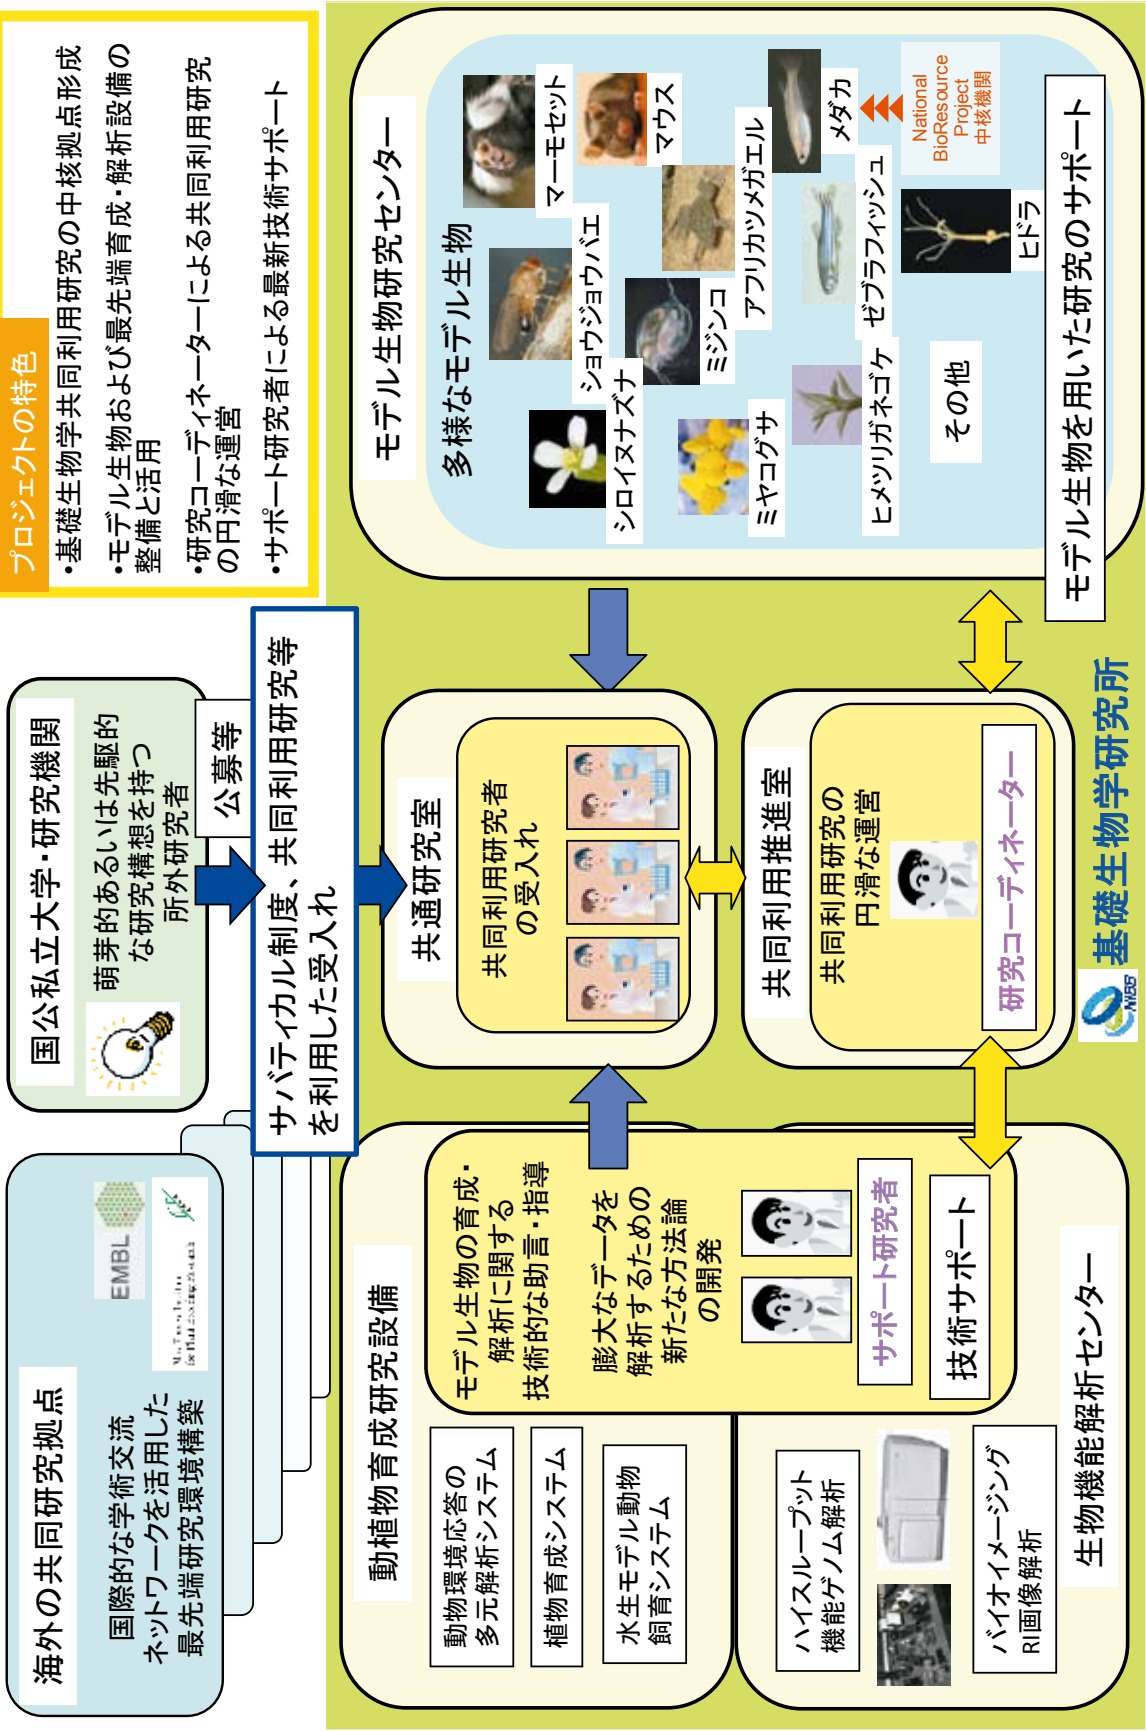 海外の共同研究拠点
国際的な学術交流
ネットワークを活用した
最先端研究環境構築
EMBL
国公私立大学・研究機関
萌芽的あるいは先駆的
な研究構想を持つ
所外研究者
公募等
サバティカル制度、共同利用研究等
を利用した受入れ
プロジェクトの特色
・基礎生物学共同利用研究の中核拠点形成
・モデル生物および最先端育成・解析設備の
整備と活用
・研究コーディネーターによる共同利用研究
の円滑な運営
・サポート研究者による最新技術サポート
動植物育成研究設備
動物環境応答の
多元解析システム
植物育成システム
水生モデル動物
飼育システム
モデル生物の育成・
解析に関する
技術的な助言・指導
膨大なデータを
解析するための
新たな方法論
の開発
サポート研究者
技術サポート
ハイスループット
機能ゲノム解析
バイオイメージング
RI画像解析
生物機能解析センター
共通研究室
共同利用研究者
の受入れ
共同利用推進室
共同利用研究の
円滑な運営
研究コーディネーター
NIBB
基礎生物学研究所
モデル生物研究センター
多様なモデル生物
マーモセット
マウス
ショウジョウバエ
アフリカツメガエル
メダカ
シロイヌナズナ
ミジンコ
ゼブラフィッシュ
ミヤコグサ
ヒメツリガネゴケ
ヒドラ
その他
National
BioResource
Project
中核機関
モデル生物を用いた研究のサポート